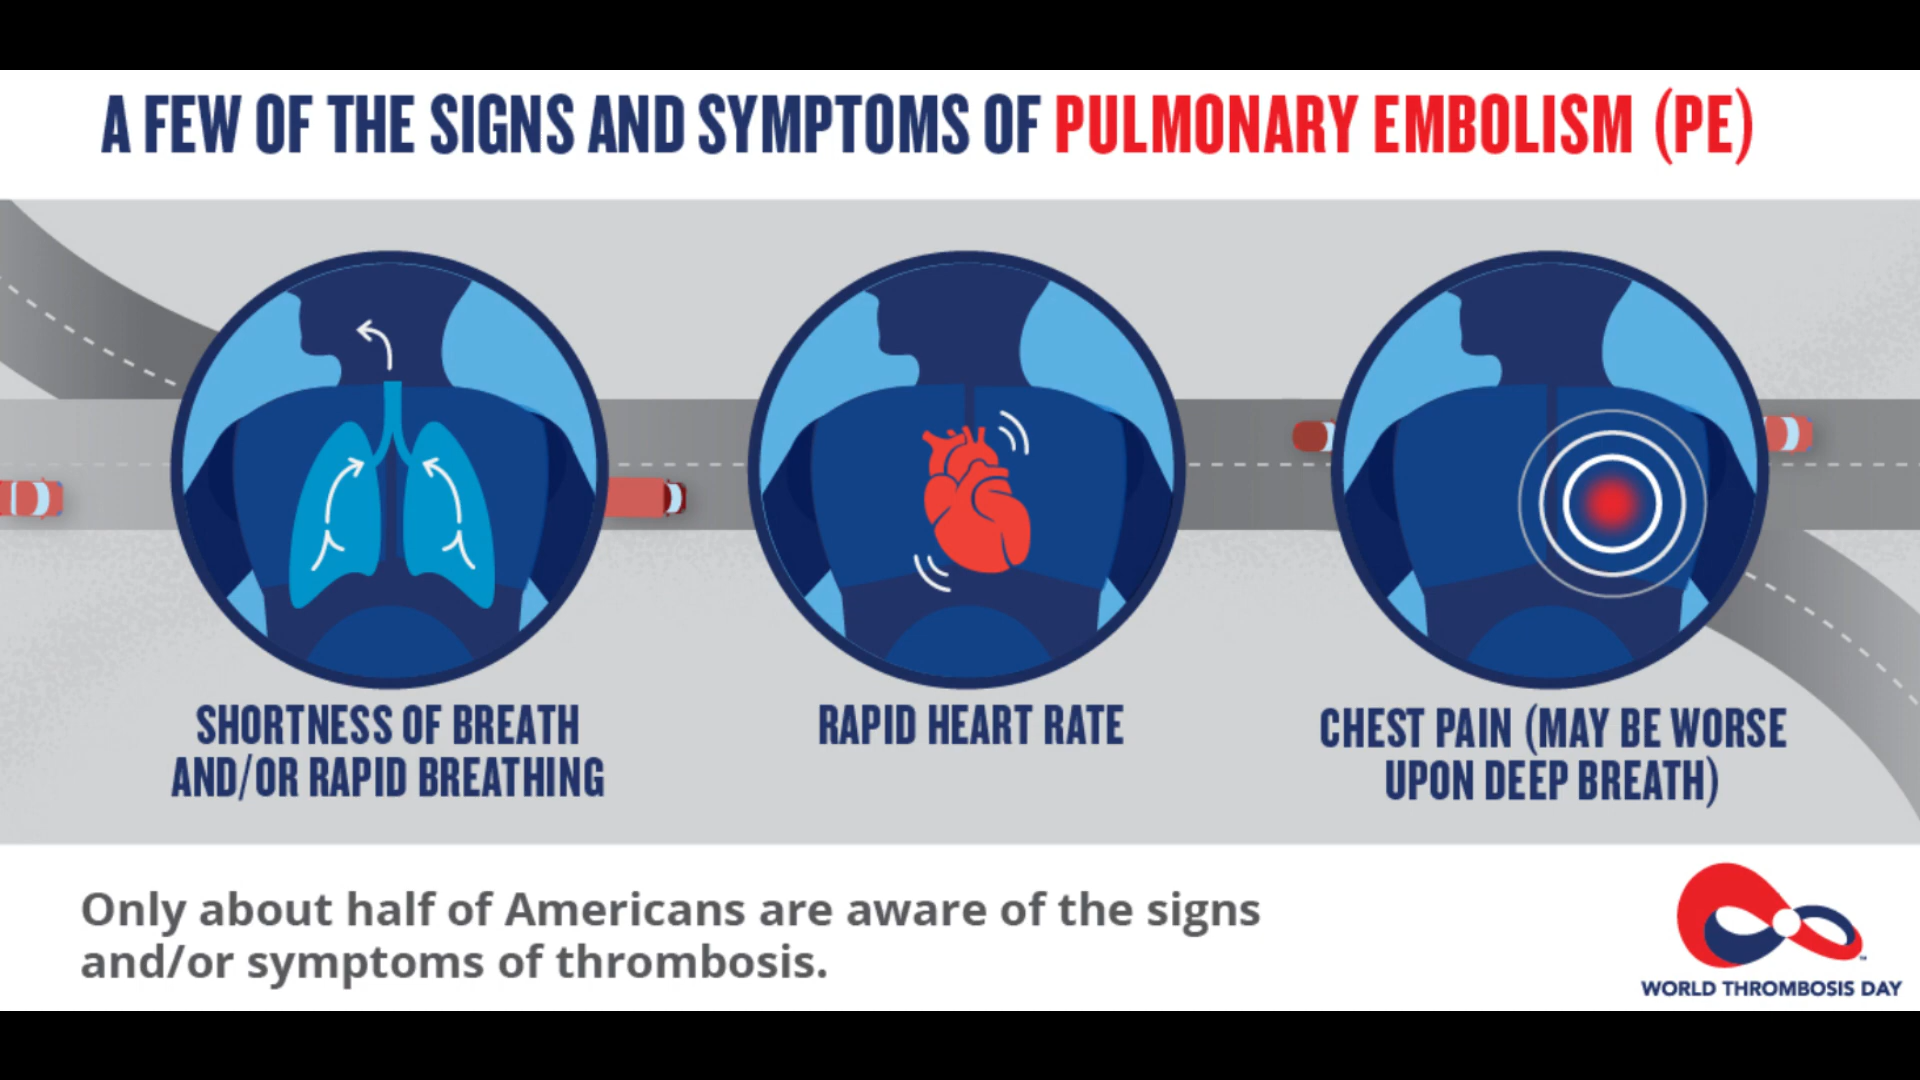 A FEW OF THE SIGNS AND SYMPTOMS OF PULMONARY EMBOLISM (PE)
SHORTNESS OF BREATH
AND/OR RAPID BREATHING
RAPID HEART RATE
CHEST PAIN (MAY BE WORSE
UPON DEEP BREATH)
Only about half of Americans are aware of the signs
and/or symptoms of thrombosis.
WORLD THROMBOSIS DAY